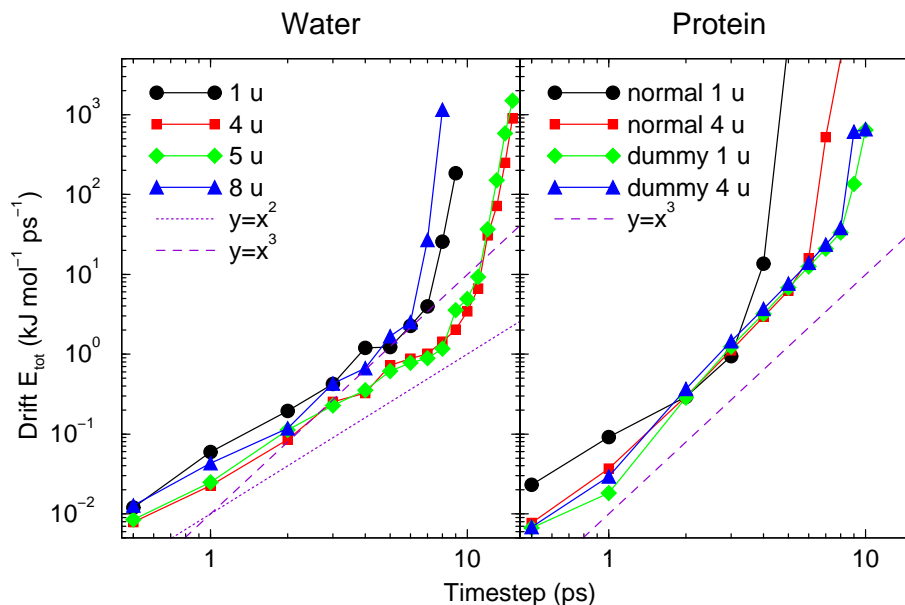 Water Protein
Drift E_tot (kJ mol⁻¹ ps⁻¹)
10³
10²
10¹
10⁰
10⁻¹
10⁻²
1 u
4 u
5 u
8 u
y=x²
y=x³
normal 1 u
normal 4 u
dummy 1 u
dummy 4 u
y=x³
1 10 1 10
Timestep (ps)